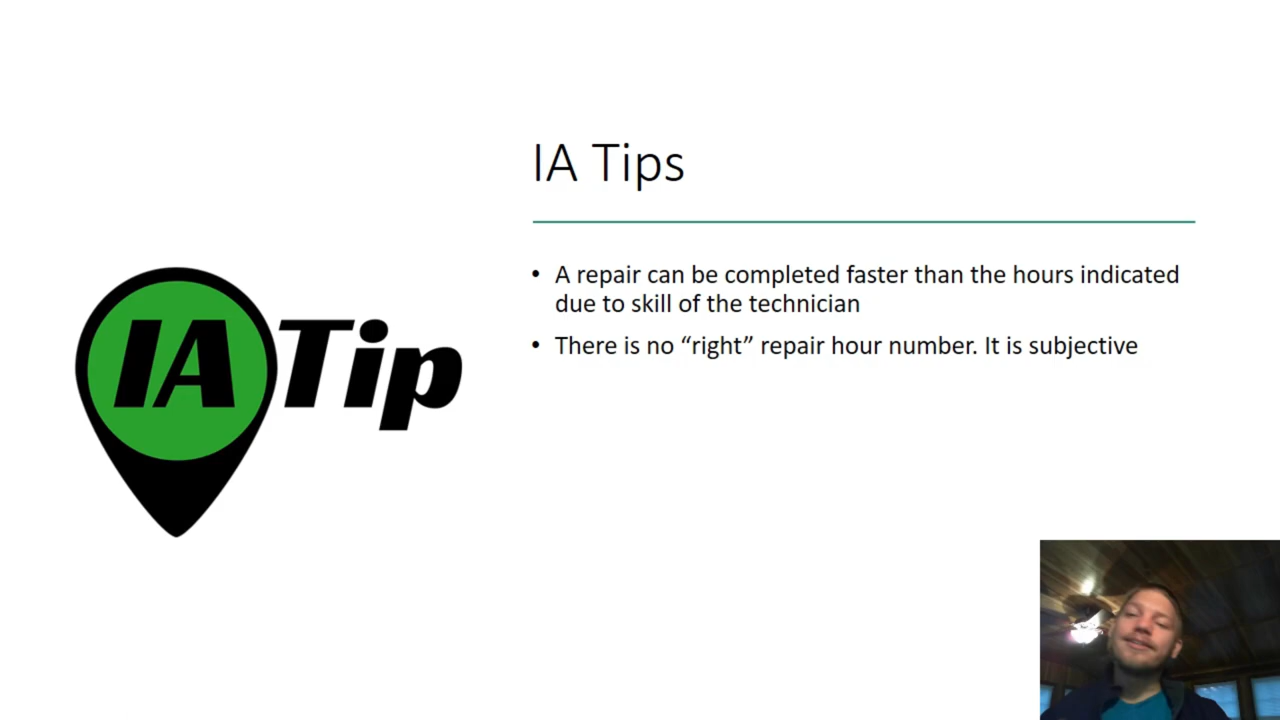 IA Tips
• A repair can be completed faster than the hours indicated
due to skill of the technician
• There is no “right” repair hour number. It is subjective
IA Tip